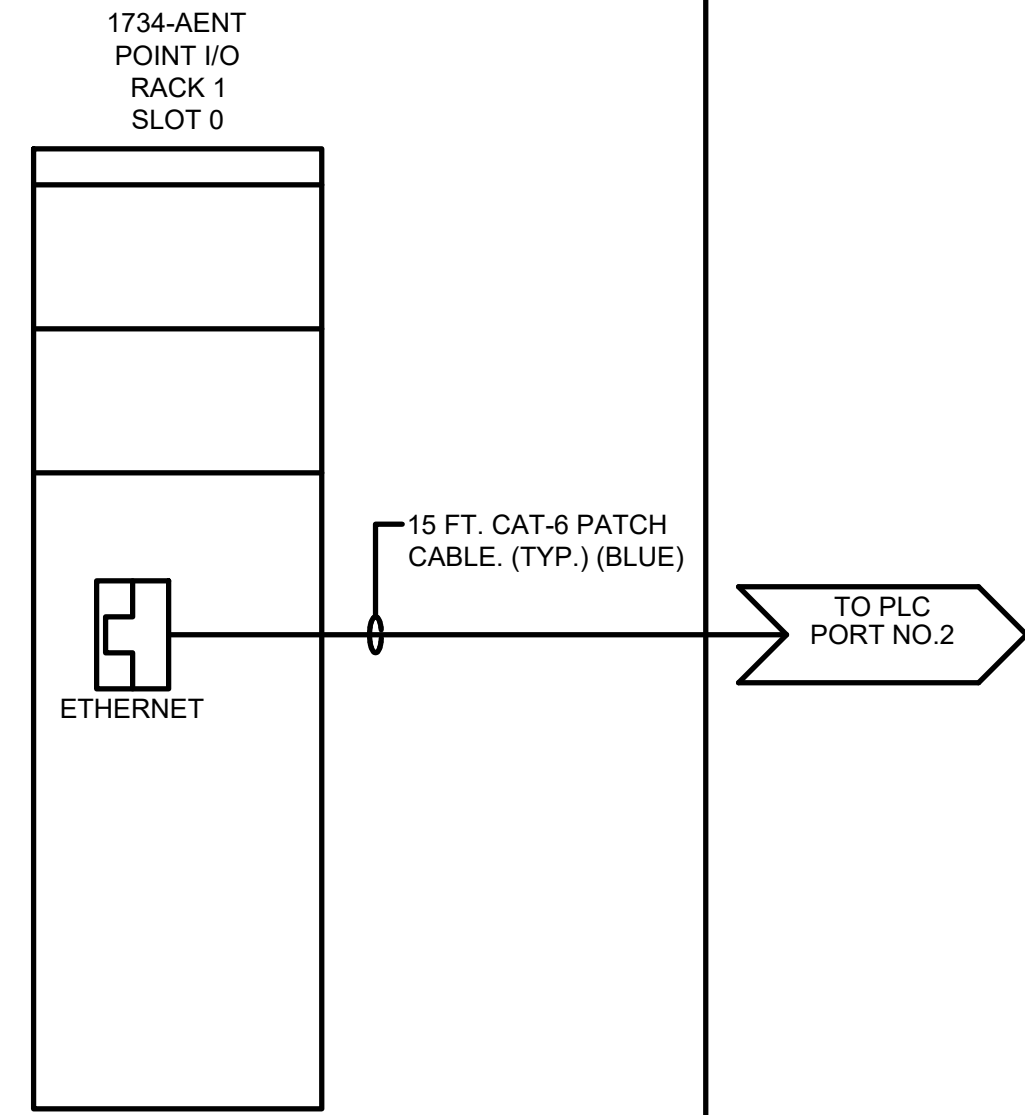 1734-AENT
POINT I/O
RACK 1
SLOT 0
15 FT. CAT-6 PATCH
CABLE. (TYP.) (BLUE)
TO PLC
PORT NO.2
ETHERNET